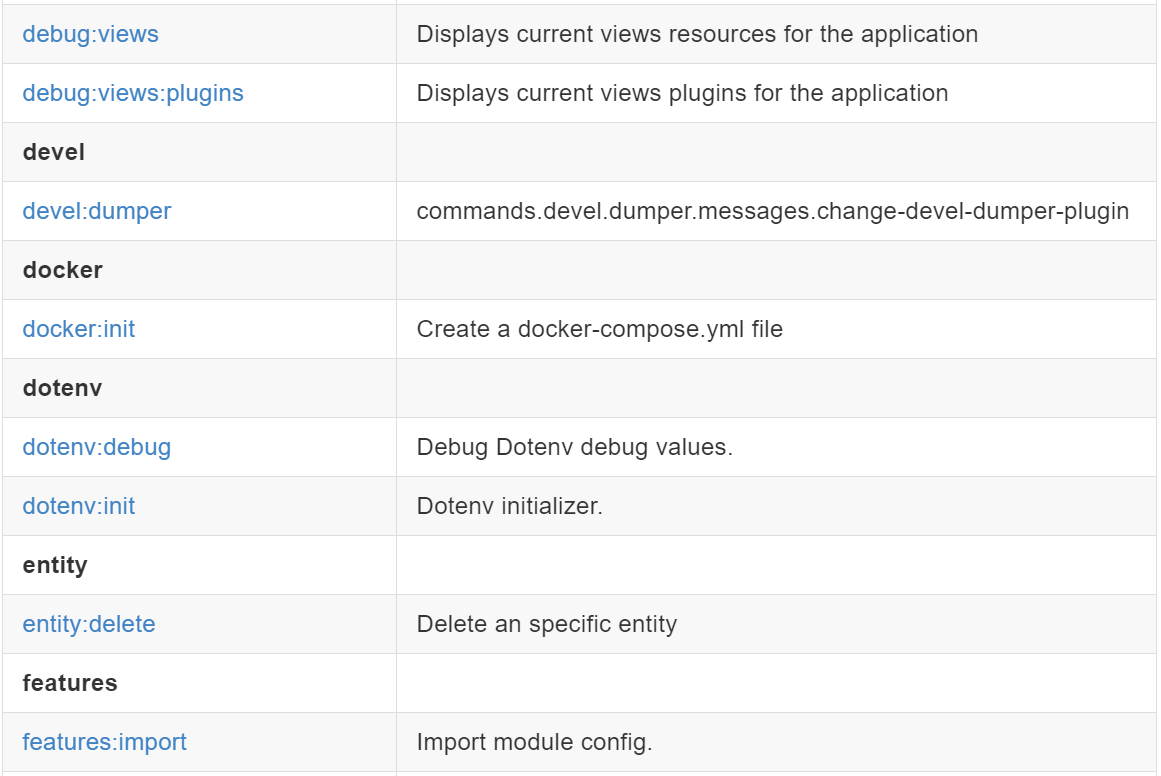 debug:views Displays current views resources for the application
debug:views:plugins Displays current views plugins for the application
devel
devel:dumper commands.devel.dumper.messages.change-devel-dumper-plugin
docker
docker:init Create a docker-compose.yml file
dotenv
dotenv:debug Debug Dotenv debug values.
dotenv:init Dotenv initializer.
entity
entity:delete Delete an specific entity
features
features:import Import module config.